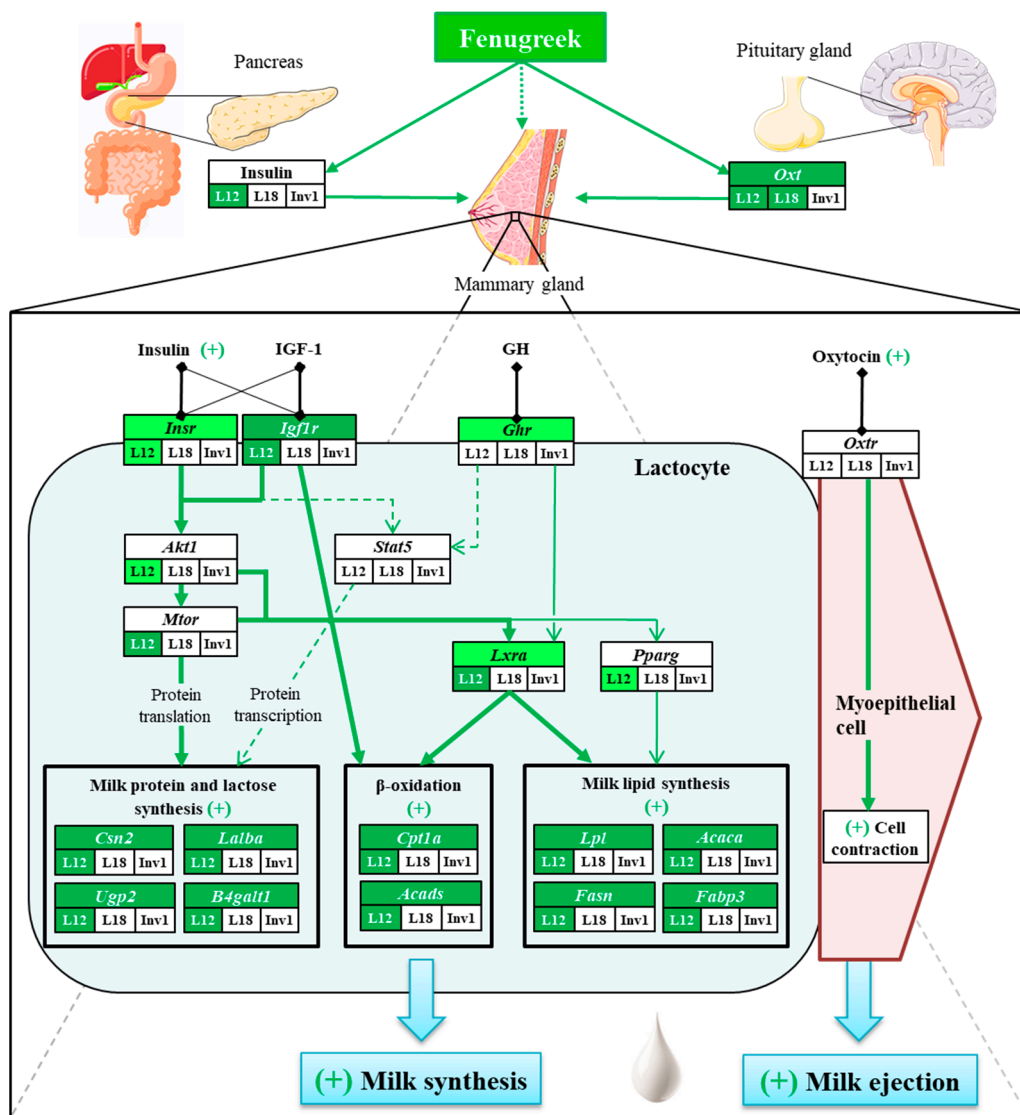 Fenugreek
Pancreas
Pituitary gland
Insulin
L12 L18 Inv1
Oxt
L12 L18 Inv1
Mammary gland
Insulin (+)
IGF-1
GH
Oxytocin (+)
Insr
L12 L18 Inv1
Igf1r
L12 L18 Inv1
Ghr
L12 L18 Inv1
Oxtr
L12 L18 Inv1
Lactocyte
Akt1
L12 L18 Inv1
Stat5
L12 L18 Inv1
Mtor
L12 L18 Inv1
Lxra
L12 L18 Inv1
Pparg
L12 L18 Inv1
Protein
translation
Protein
transcription
Myoepithelial
cell
Milk protein and lactose
synthesis (+)
Csn2
L12 L18 Inv1
Lalba
L12 L18 Inv1
Ugp2
L12 L18 Inv1
B4galt1
L12 L18 Inv1
β-oxidation
(+)
Cpt1a
L12 L18 Inv1
Acads
L12 L18 Inv1
Milk lipid synthesis
(+)
Lpl
L12 L18 Inv1
Acaca
L12 L18 Inv1
Fasn
L12 L18 Inv1
Fabp3
L12 L18 Inv1
(+) Cell
contraction
(+) Milk synthesis
(+) Milk ejection